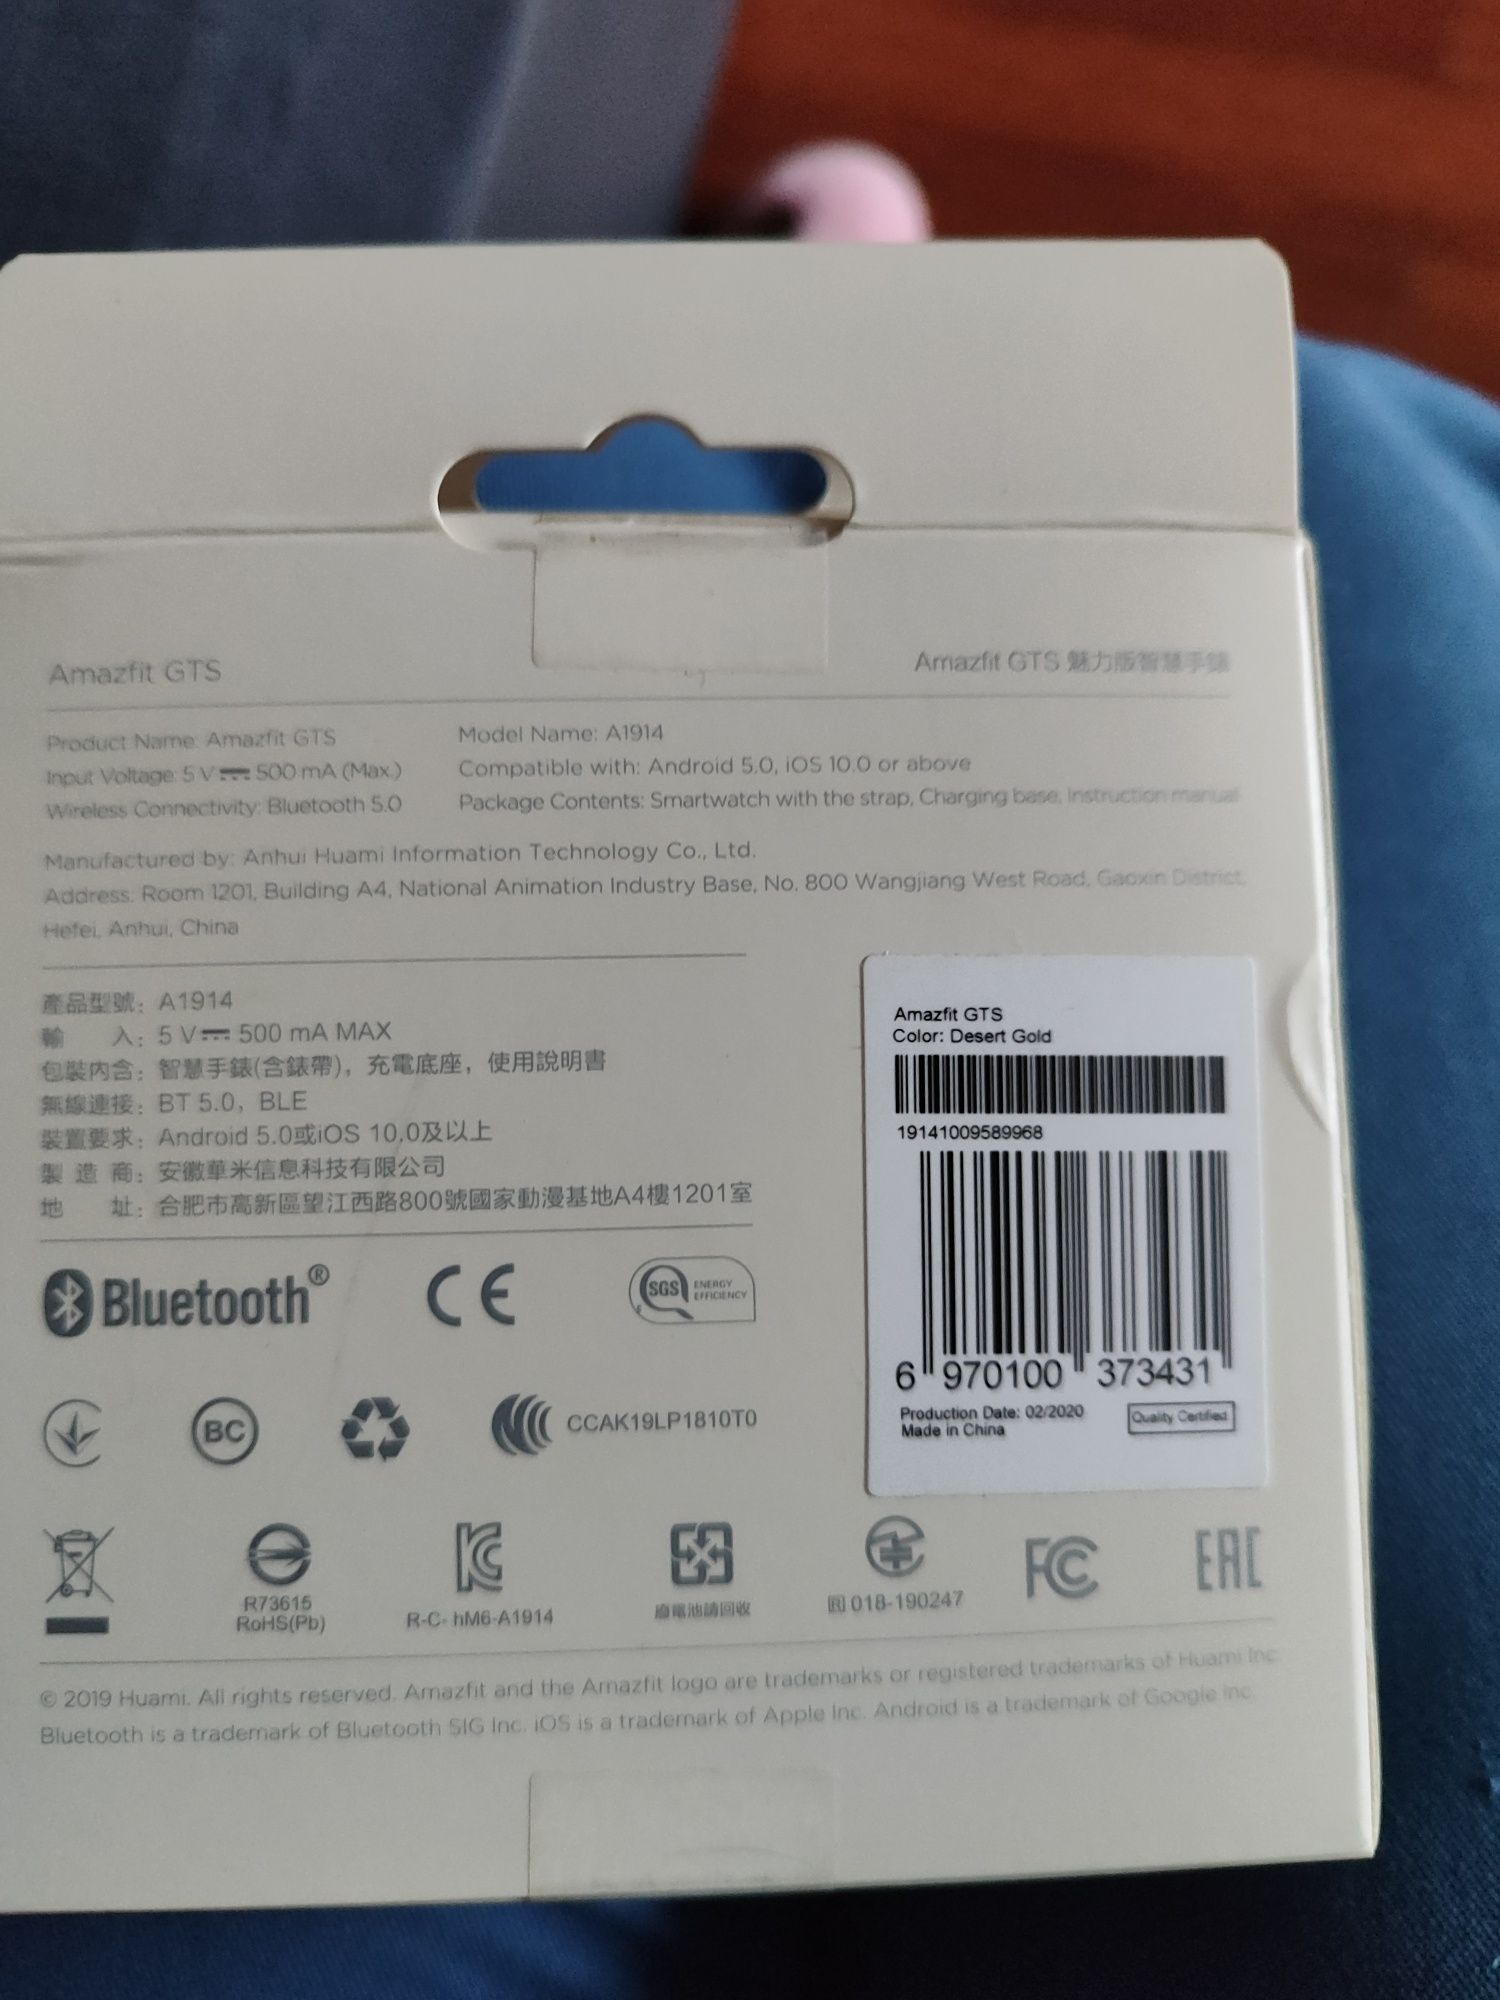 Amazfit GTS
Amazfit GTS 魅力版智慧手錶
Product Name: Amazfit GTS
Model Name: A1914
Input Voltage: 5 V⎓500 mA (Max.)
Compatible with: Android 5.0, iOS 10.0 or above
Wireless Connectivity: Bluetooth 5.0
Package Contents: Smartwatch with the strap, Charging base, Instruction manual
Manufactured by: Anhui Huami Information Technology Co., Ltd.
Address: Room 1201, Building A4, National Animation Industry Base, No. 800 Wangjiang West Road, Gaoxin District,
Hefei, Anhui, China
產品型號：A1914
輸 入：5 V⎓500 mA MAX
包裝內含：智慧手錶(含錶帶)，充電底座，使用說明書
無線連接：BT 5.0，BLE
裝置要求：Android 5.0或iOS 10.0及以上
製造商：安徽華米信息科技有限公司
地 址：合肥市高新區望江西路800號國家動漫基地A4樓1201室
Amazfit GTS
Color: Desert Gold
19141009589968
6 970100 373431
Production Date: 02/2020
Made in China
Quality Certified
Bluetooth®
CE
SGS ENERGY EFFICIENCY
BC
CCAK19LP1810T0
R73615
RoHS(Pb)
R-C- hM6-A1914
廢電池請回收
018-190247
FC
EAC
© 2019 Huami. All rights reserved. Amazfit and the Amazfit logo are trademarks or registered trademarks of Huami Inc.
Bluetooth is a trademark of Bluetooth SIG Inc. iOS is a trademark of Apple Inc. Android is a trademark of Google Inc.